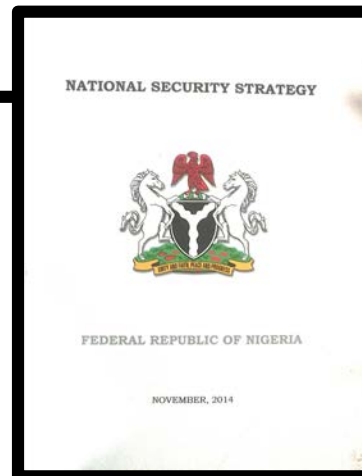 NATIONAL SECURITY STRATEGY
UNITY AND FAITH, PEACE AND PROGRESS
FEDERAL REPUBLIC OF NIGERIA
NOVEMBER, 2014